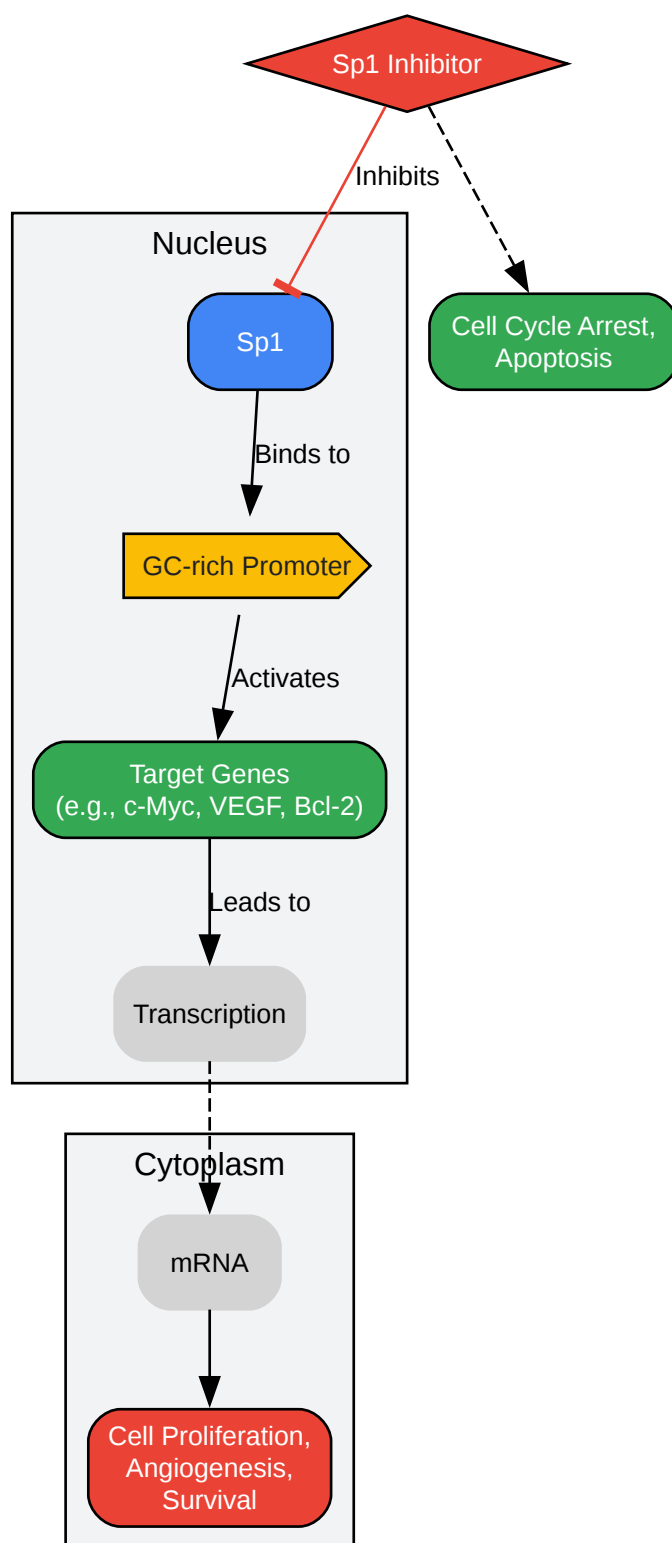 Sp1 Inhibitor
Inhibits
Nucleus
Sp1
Cell Cycle Arrest,
Apoptosis
Binds to
GC-rich Promoter
Activates
Target Genes
(e.g., c-Myc, VEGF, Bcl-2)
Leads to
Transcription
Cytoplasm
mRNA
Cell Proliferation,
Angiogenesis,
Survival